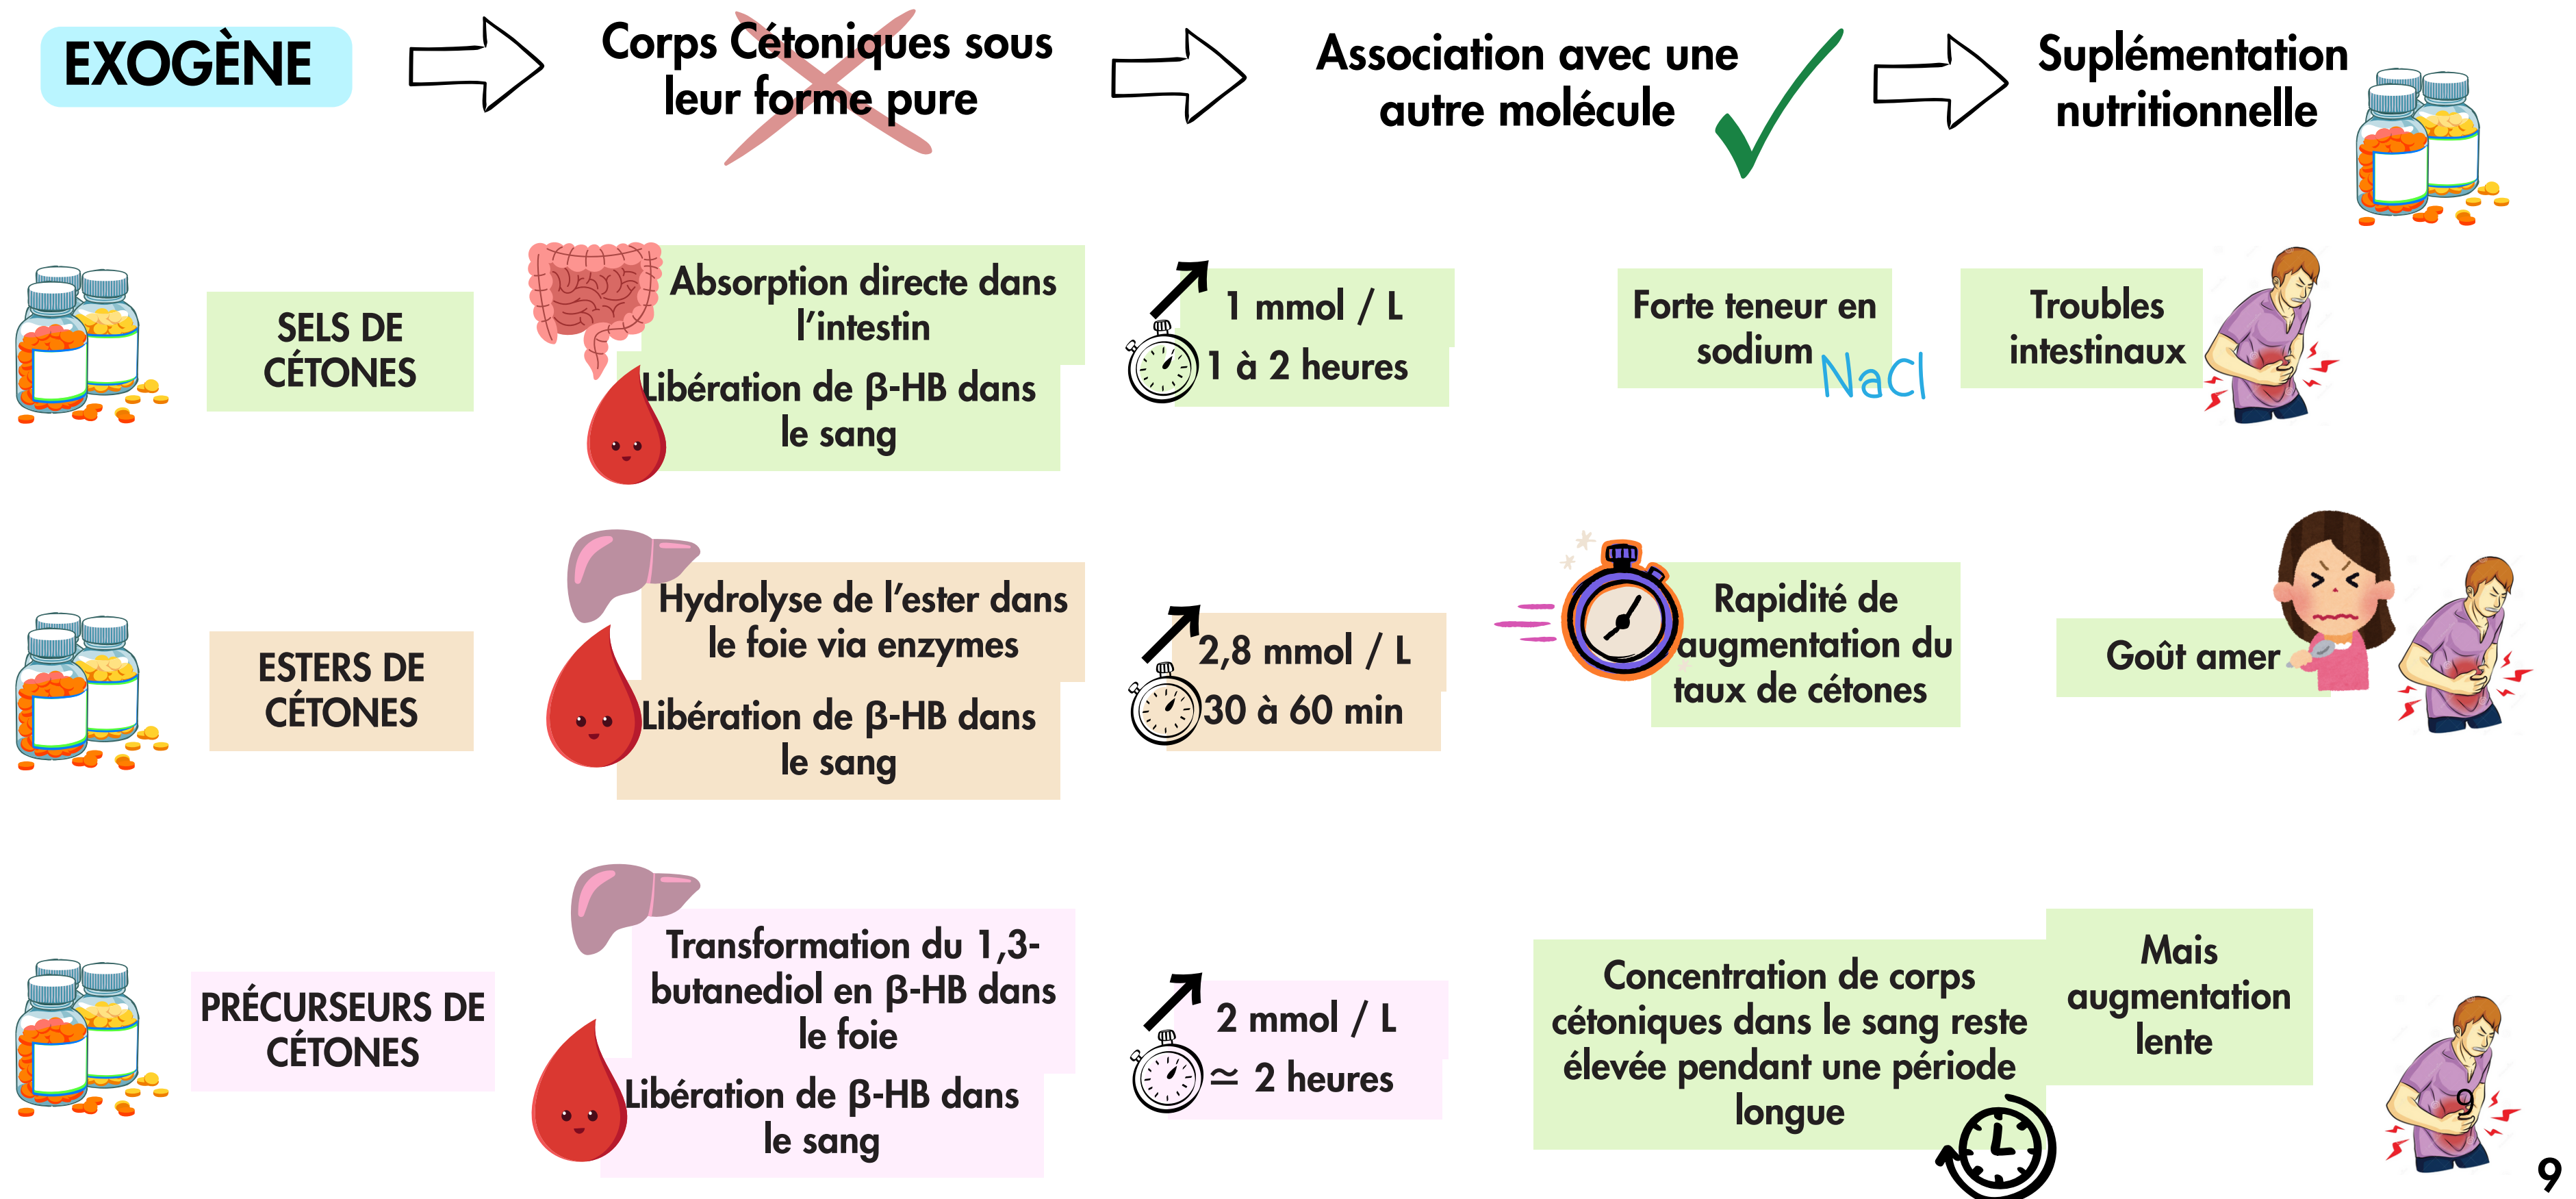 EXOGÈNE
Corps Cétoniques sous
leur forme pure
Association avec une
autre molécule
Suplémentation
nutritionnelle
SELS DE
CÉTONES
Absorption directe dans
l'intestin
Libération de β-HB dans
le sang
1 mmol / L
1 à 2 heures
Forte teneur en
sodium
NaCl
Troubles
intestinaux
ESTERS DE
CÉTONES
Hydrolyse de l'ester dans
le foie via enzymes
Libération de β-HB dans
le sang
2,8 mmol / L
30 à 60 min
Rapidité de
augmentation du
taux de cétones
Goût amer
PRÉCURSEURS DE
CÉTONES
Transformation du 1,3-
butanediol en β-HB dans
le foie
Libération de β-HB dans
le sang
2 mmol / L
≃ 2 heures
Concentration de corps
cétoniques dans le sang reste
élevée pendant une période
longue
Mais
augmentation
lente
9
9